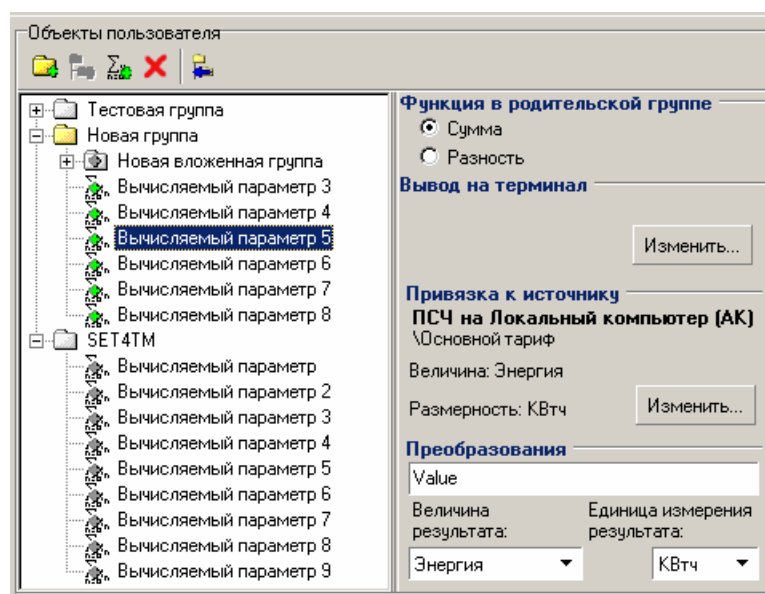 Объекты пользователя
Тестовая группа
Новая группа
Новая вложенная группа
Вычисляемый параметр 3
Вычисляемый параметр 4
Вычисляемый параметр 5
Вычисляемый параметр 6
Вычисляемый параметр 7
Вычисляемый параметр 8
SET4TM
Вычисляемый параметр
Вычисляемый параметр 2
Вычисляемый параметр 3
Вычисляемый параметр 4
Вычисляемый параметр 5
Вычисляемый параметр 6
Вычисляемый параметр 7
Вычисляемый параметр 8
Вычисляемый параметр 9
Функция в родительской группе
Сумма
Разность
Вывод на терминал
Изменить...
Привязка к источнику
ПСЧ на Локальный компьютер (АК)
\Основной тариф
Величина: Энергия
Размерность: КВтч
Изменить...
Преобразования
Value
Величина
результата:
Единица измерения
результата:
Энергия
КВтч